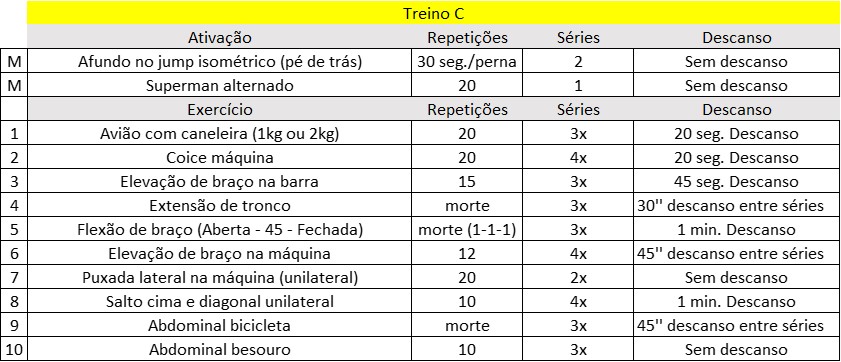 Treino C
Ativação Repetições Séries Descanso
M Afundo no jump isométrico (pé de trás) 30 seg./perna 2 Sem descanso
M Superman alternado 20 1 Sem descanso
Exercício Repetições Séries Descanso
1 Avião com caneleira (1kg ou 2kg) 20 3x 20 seg. Descanso
2 Coice máquina 20 4x 20 seg. Descanso
3 Elevação de braço na barra 15 3x 45 seg. Descanso
4 Extensão de tronco morte 3x 30'' descanso entre séries
5 Flexão de braço (Aberta - 45 - Fechada) morte (1-1-1) 3x 1 min. Descanso
6 Elevação de braço na máquina 12 4x 45'' descanso entre séries
7 Puxada lateral na máquina (unilateral) 20 2x Sem descanso
8 Salto cima e diagonal unilateral 10 4x 1 min. Descanso
9 Abdominal bicicleta morte 3x 45'' descanso entre séries
10 Abdominal besouro 10 3x Sem descanso